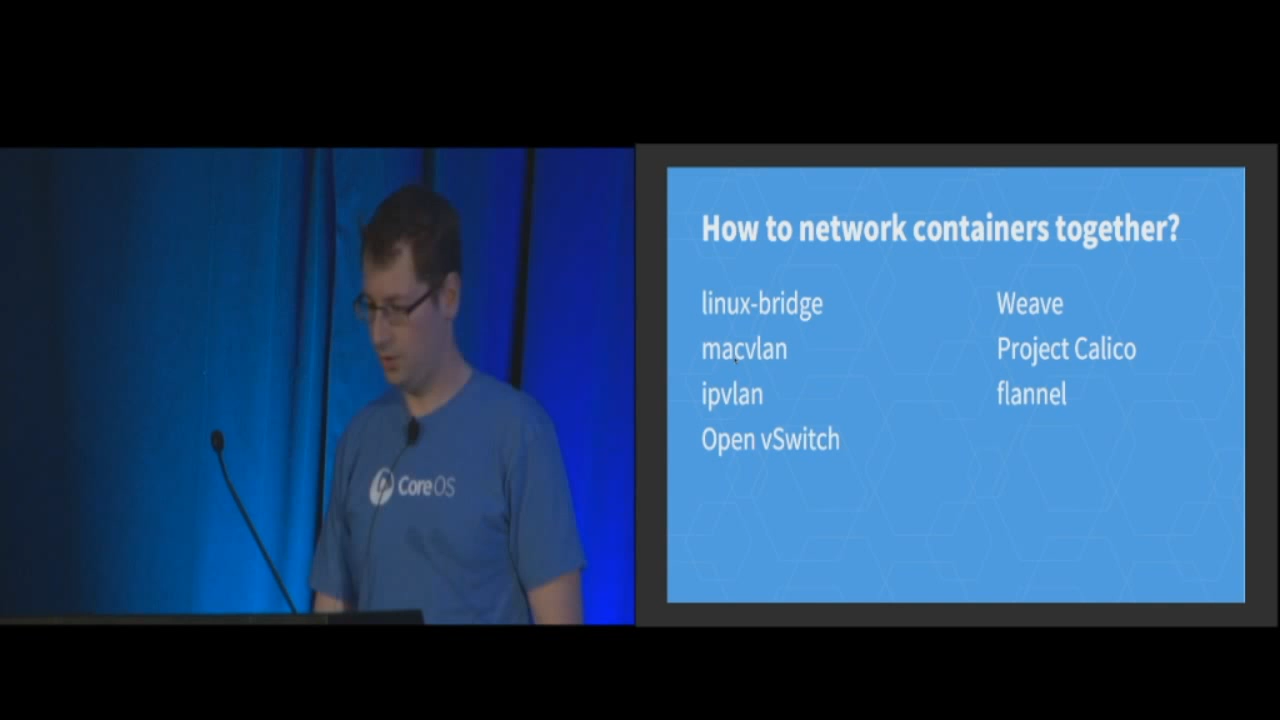 How to network containers together?
linux-bridge
macvlan
ipvlan
Open vSwitch
Weave
Project Calico
flannel
CoreOS